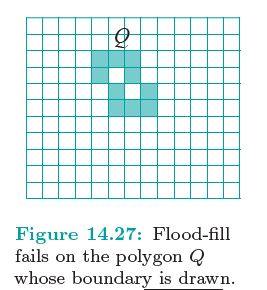 Q
Figure 14.27: Flood-fill
fails on the polygon Q
whose boundary is drawn.